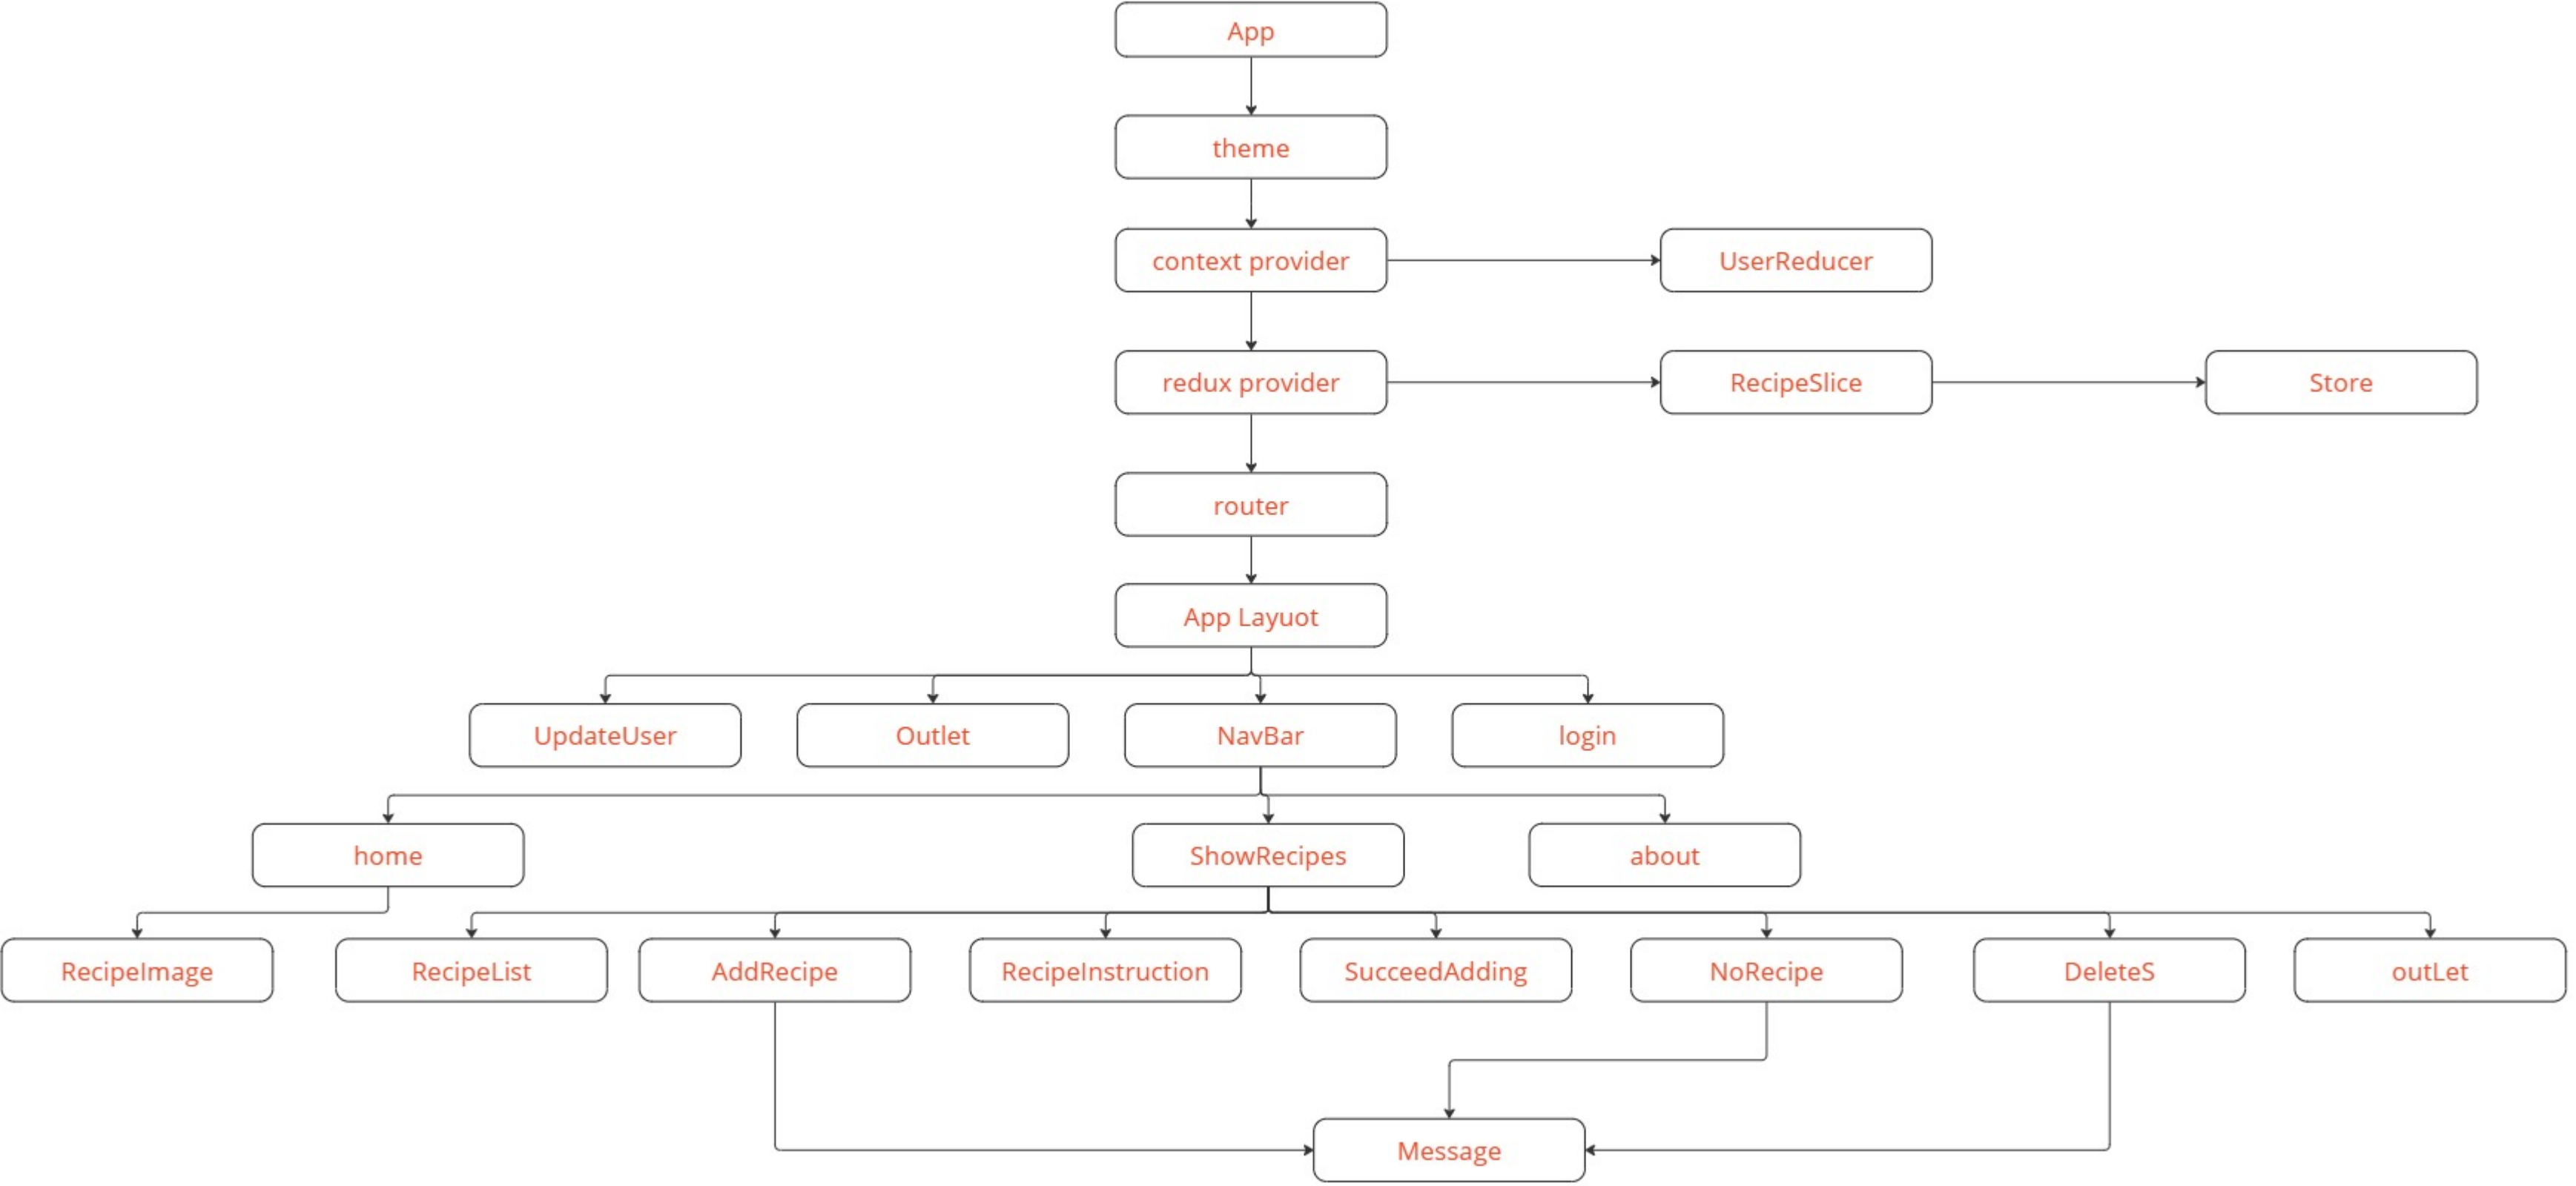 App
theme
context provider
UserReducer
redux provider
RecipeSlice
Store
router
App Layuot
UpdateUser
Outlet
NavBar
login
home
ShowRecipes
about
RecipeImage
RecipeList
AddRecipe
RecipeInstruction
SucceedAdding
NoRecipe
DeleteS
outLet
Message